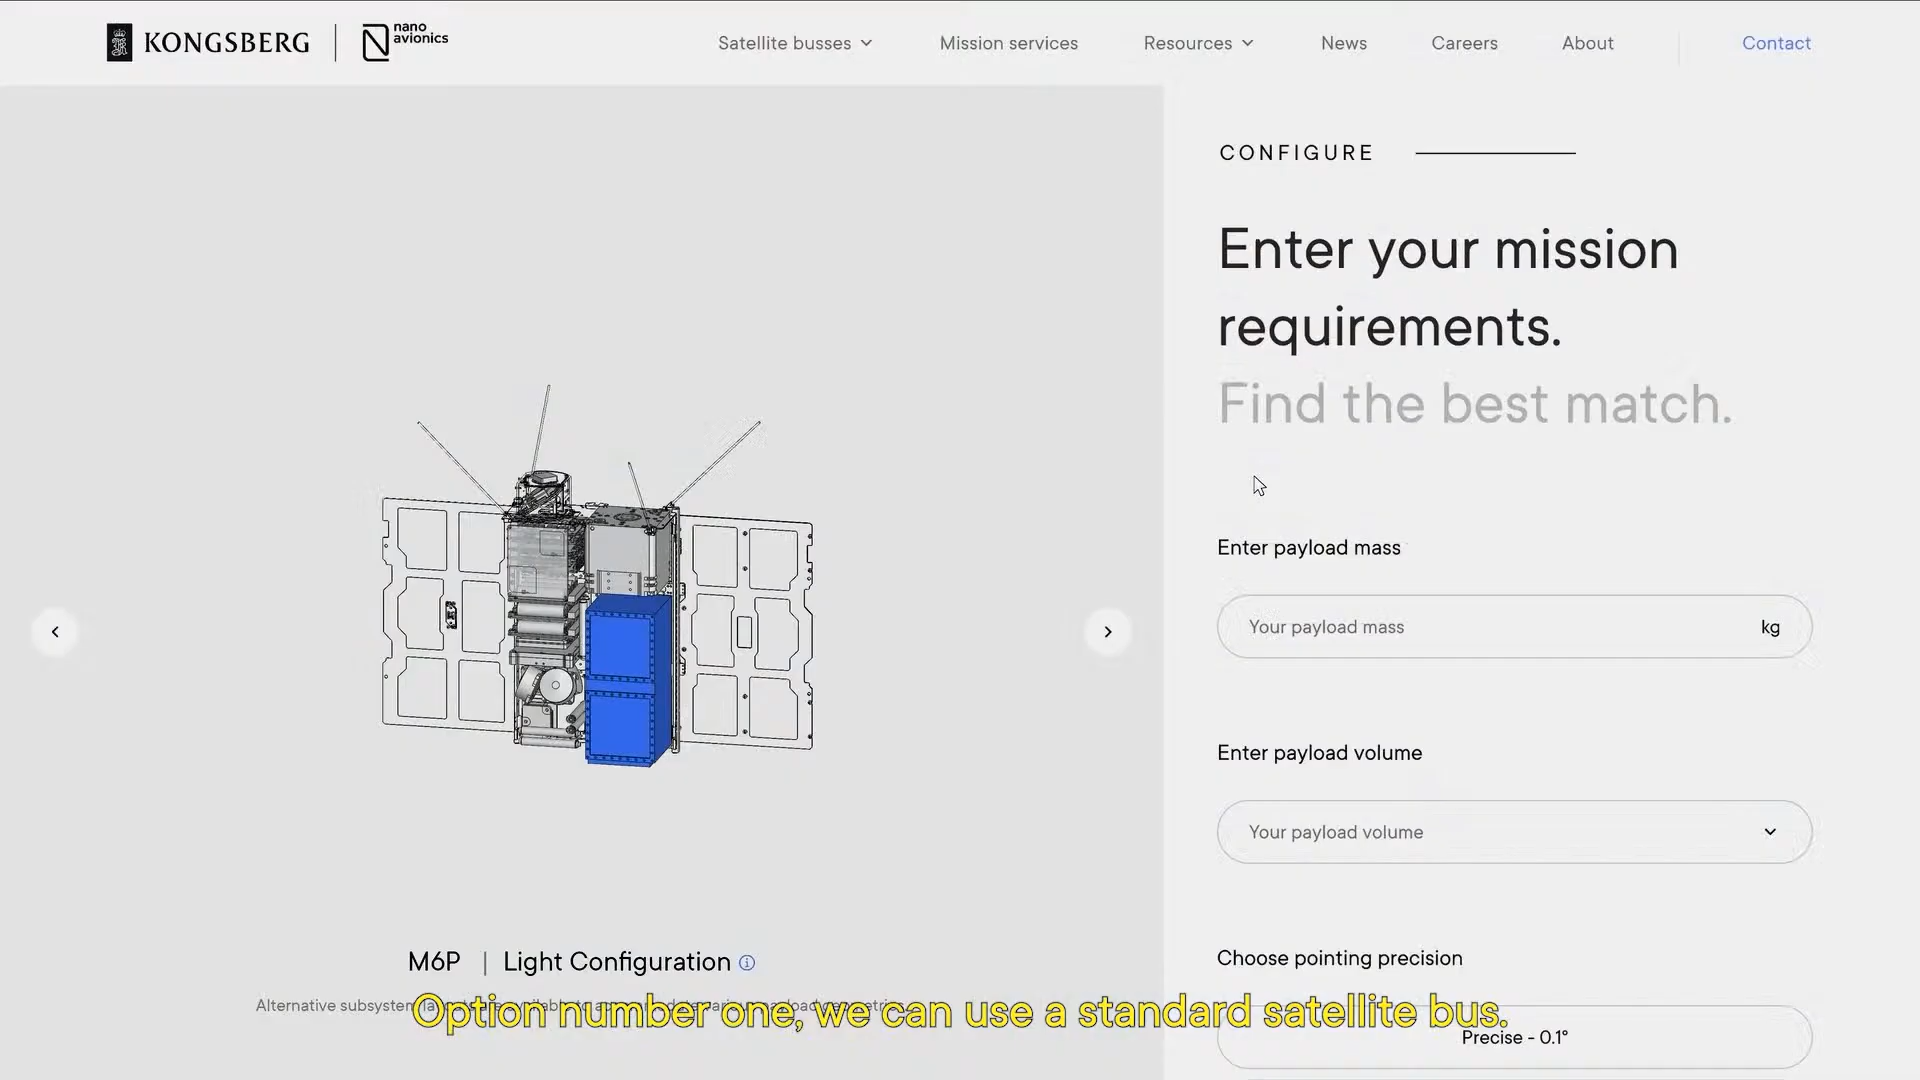 KONGSBERG
nano
avionics
Satellite busses
Mission services
Resources
News
Careers
About
Contact
CONFIGURE
Enter your mission
requirements.
Find the best match.
Enter payload mass
Your payload mass
kg
Enter payload volume
Your payload volume
Choose pointing precision
Precise - 0.1°
M6P | Light Configuration
Alternative subsystem
Option number one, we can use a standard satellite bus.